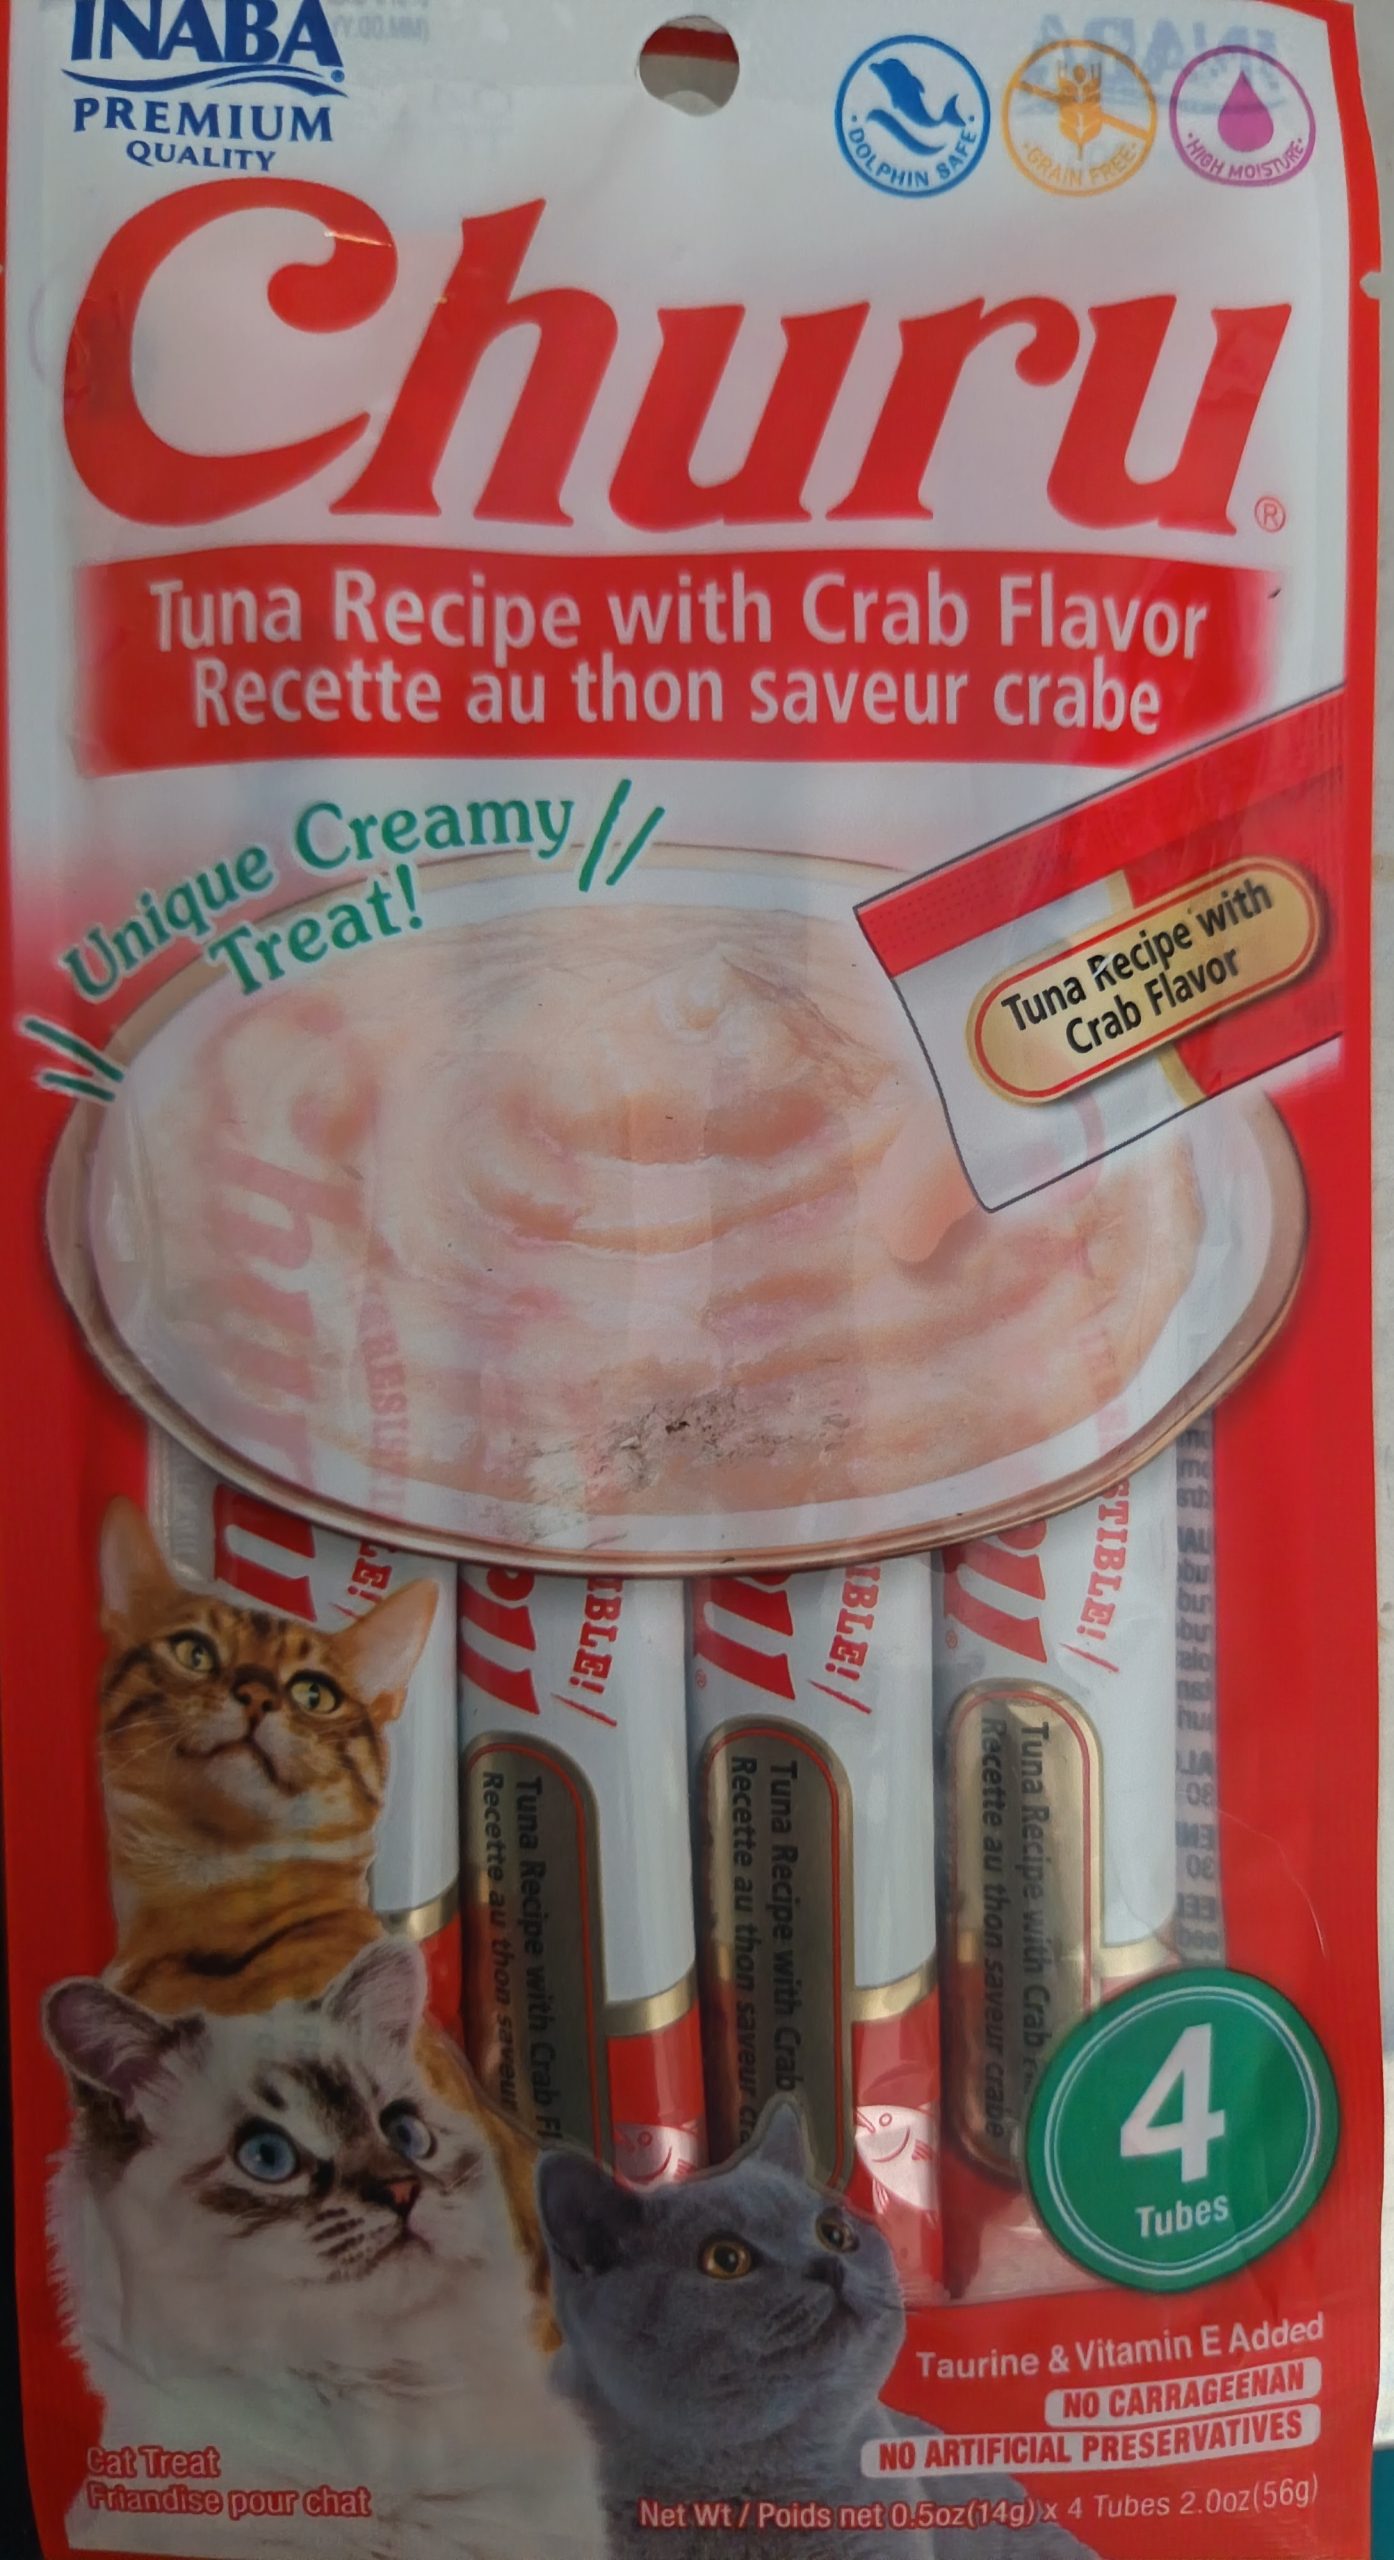 INABA
PREMIUM
QUALITY
DOLPHIN SAFE
GRAIN FREE
HIGH MOISTURE
Churu®
Tuna Recipe with Crab Flavor
Recette au thon saveur crabe
Unique Creamy
Treat!
Tuna Recipe with
Crab Flavor
Tuna Recipe with Crab Fl
Recette au thon saveur
Tuna Recipe with Crab
Recette au thon saveur cra
Tuna Recipe with Crab
Recette au thon saveur crabe
4
Tubes
Taurine & Vitamin E Added
NO CARRAGEENAN
NO ARTIFICIAL PRESERVATIVES
Cat Treat
Friandise pour chat
Net Wt / Poids net 0.5oz(14g) x 4 Tubes 2.0oz(56g)